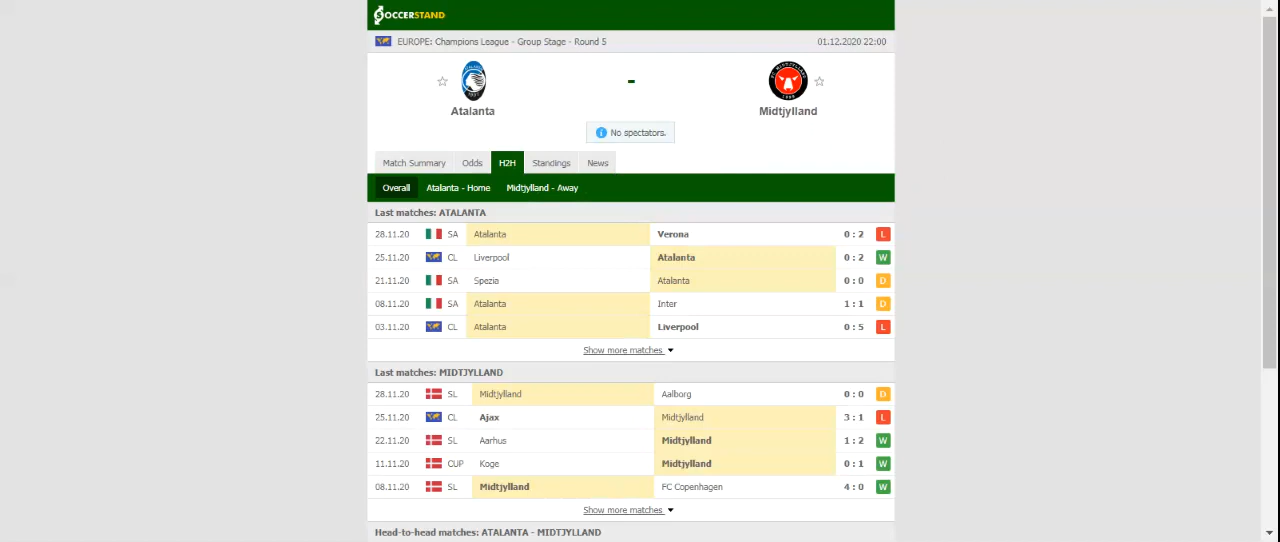 SOCCERSTAND
EUROPE: Champions League - Group Stage - Round 5 01.12.2020 22:00
-
Atalanta Midtjylland
No spectators.
Match Summary Odds H2H Standings News
Overall Atalanta - Home Midtjylland - Away
Last matches: ATALANTA
28.11.20 SA Atalanta Verona 0 : 2 L
25.11.20 CL Liverpool Atalanta 0 : 2 W
21.11.20 SA Spezia Atalanta 0 : 0 D
08.11.20 SA Atalanta Inter 1 : 1 D
03.11.20 CL Atalanta Liverpool 0 : 5 L
Show more matches
Last matches: MIDTJYLLAND
28.11.20 SL Midtjylland Aalborg 0 : 0 D
25.11.20 CL Ajax Midtjylland 3 : 1 L
22.11.20 SL Aarhus Midtjylland 1 : 2 W
11.11.20 CUP Koge Midtjylland 0 : 1 W
08.11.20 SL Midtjylland FC Copenhagen 4 : 0 W
Show more matches
Head-to-head matches: ATALANTA - MIDTJYLLAND